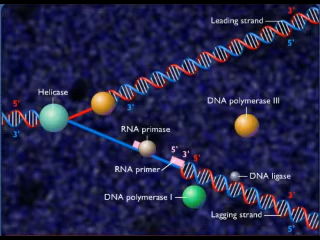 Leading strand
3'
5'
Helicase
5'
3'
3'
DNA polymerase III
RNA primase
5' 3'
5'
RNA primer
DNA ligase
DNA polymerase I
3'
Lagging strand
5'